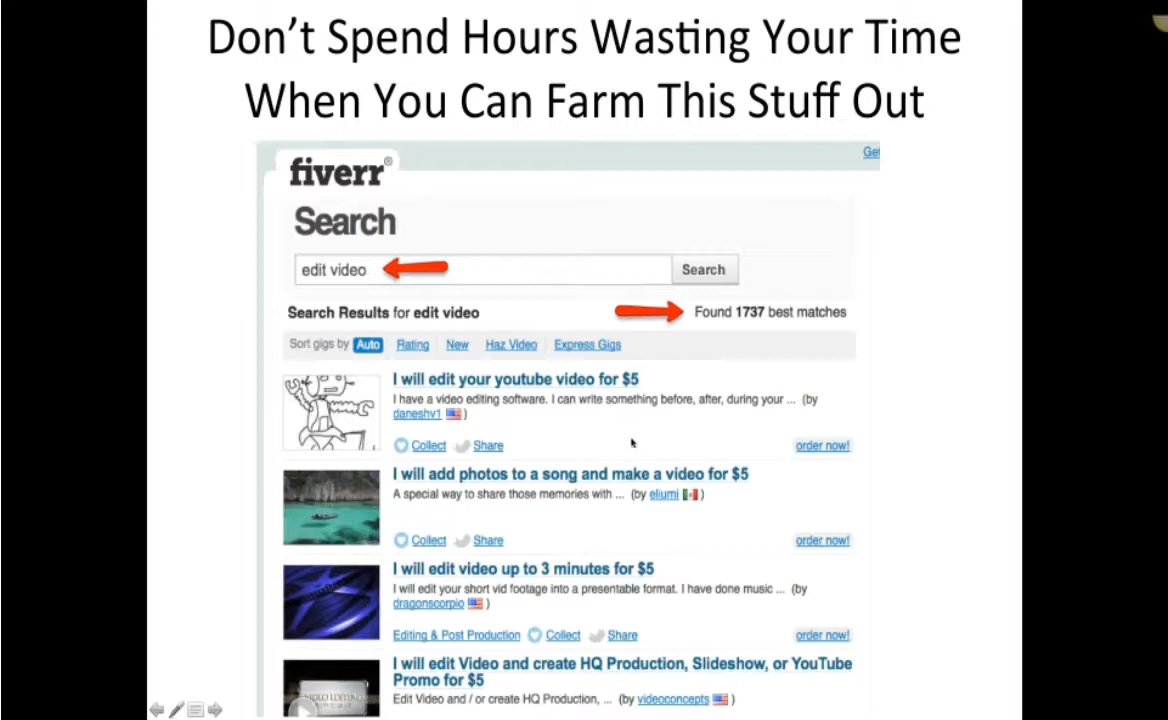 Don't Spend Hours Wasting Your Time
When You Can Farm This Stuff Out
Get
fiverr®
Search
edit video
Search
Search Results for edit video
Found 1737 best matches
Sort gigs by Auto Rating New Haz Video Express Gigs
I will edit your youtube video for $5
I have a video editing software. I can write something before, after, during your ... (by
daneshv1 )
Collect Share order now!
I will add photos to a song and make a video for $5
A special way to share those memories with ... (by eliumi )
Collect Share order now!
I will edit video up to 3 minutes for $5
I will edit your short vid footage into a presentable format. I have done music ... (by
dragonscorpio )
Editing & Post Production Collect Share order now!
I will edit Video and create HQ Production, Slideshow, or YouTube
Promo for $5
VIDEO EDITING
Edit Video and / or create HQ Production, ... (by videoconcepts )